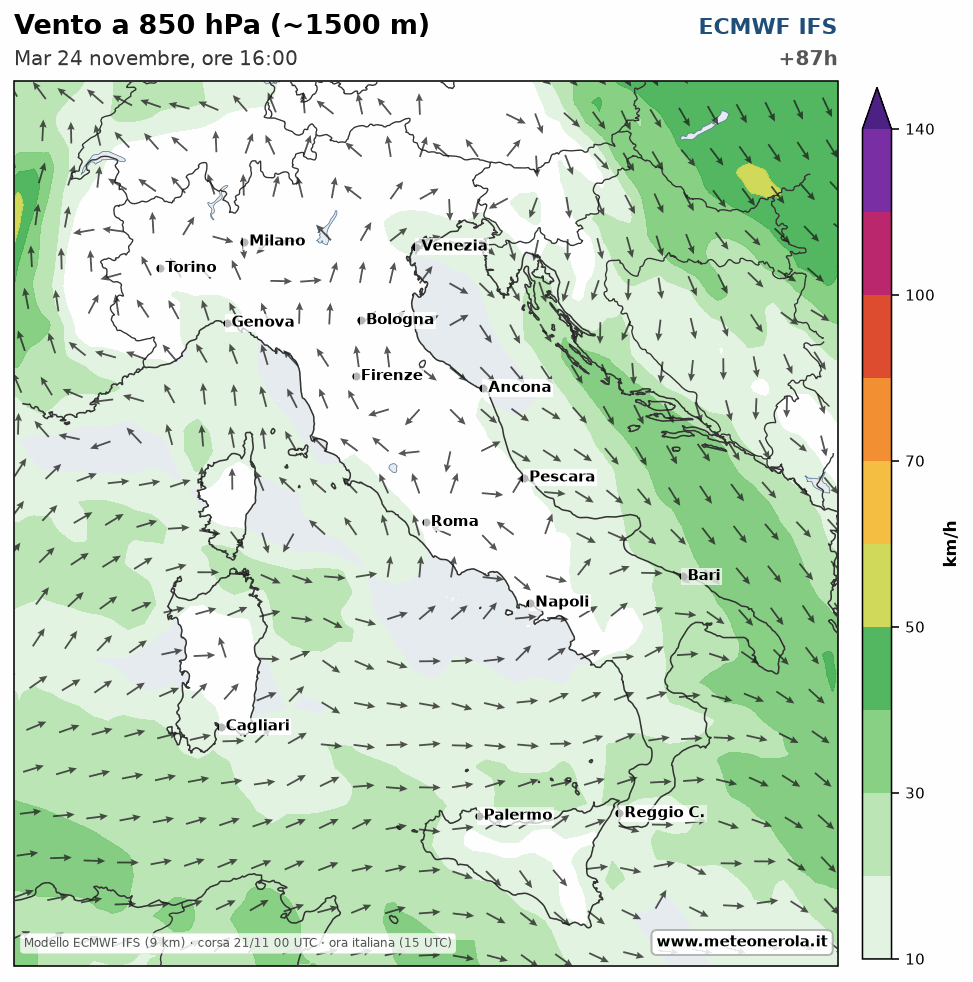 Vento a 850 hPa (~1500 m)
ECMWF IFS
Mar 24 novembre, ore 16:00
+87h
140
Milano
Venezia
Torino
100
Genova
Bologna
Firenze
Ancona
70
Pescara
Roma
km/h
Bari
Napoli
50
Cagliari
30
Palermo
Reggio C.
Modello ECMWF IFS (9 km) · corsa 21/11 00 UTC · ora italiana (15 UTC)
www.meteonerola.it
10